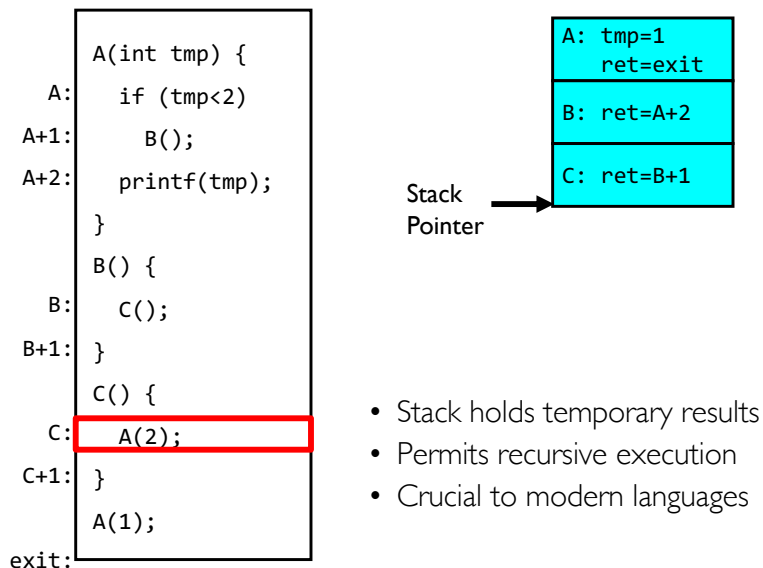 A(int tmp) {
A: if (tmp<2)
A+1: B();
A+2: printf(tmp);
}
B() {
B: C();
B+1: }
C() {
C: A(2);
C+1: }
A(1);
exit:
A: tmp=1
ret=exit
B: ret=A+2
C: ret=B+1
Stack
Pointer
• Stack holds temporary results
• Permits recursive execution
• Crucial to modern languages